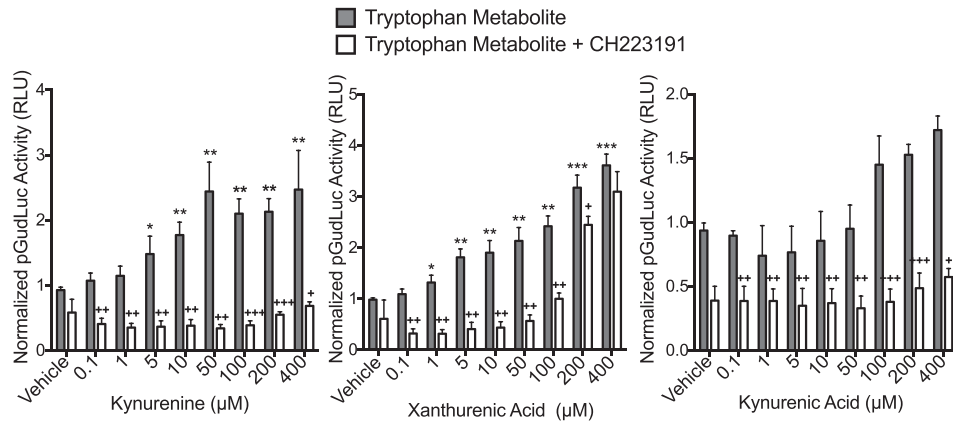 Tryptophan Metabolite
Tryptophan Metabolite + CH223191
Normalized pGudLuc Activity (RLU)
4
3
2
1
0
* ** ** ** ** **
++ ++ ++ ++ ++ +++ +++ +
Vehicle 0.1 1 5 10 50 100 200 400
Kynurenine (µM)
Normalized pGudLuc Activity (RLU)
5
4
3
2
1
0
* ** ** ** ** *** ***
++ ++ ++ ++ ++ ++ +
Vehicle 0.1 1 5 10 50 100 200 400
Xanthurenic Acid (µM)
Normalized pGudLuc Activity (RLU)
2.0
1.5
1.0
0.5
0.0
++ ++ ++ ++ ++ +++ +++ +
Vehicle 0.1 1 5 10 50 100 200 400
Kynurenic Acid (µM)